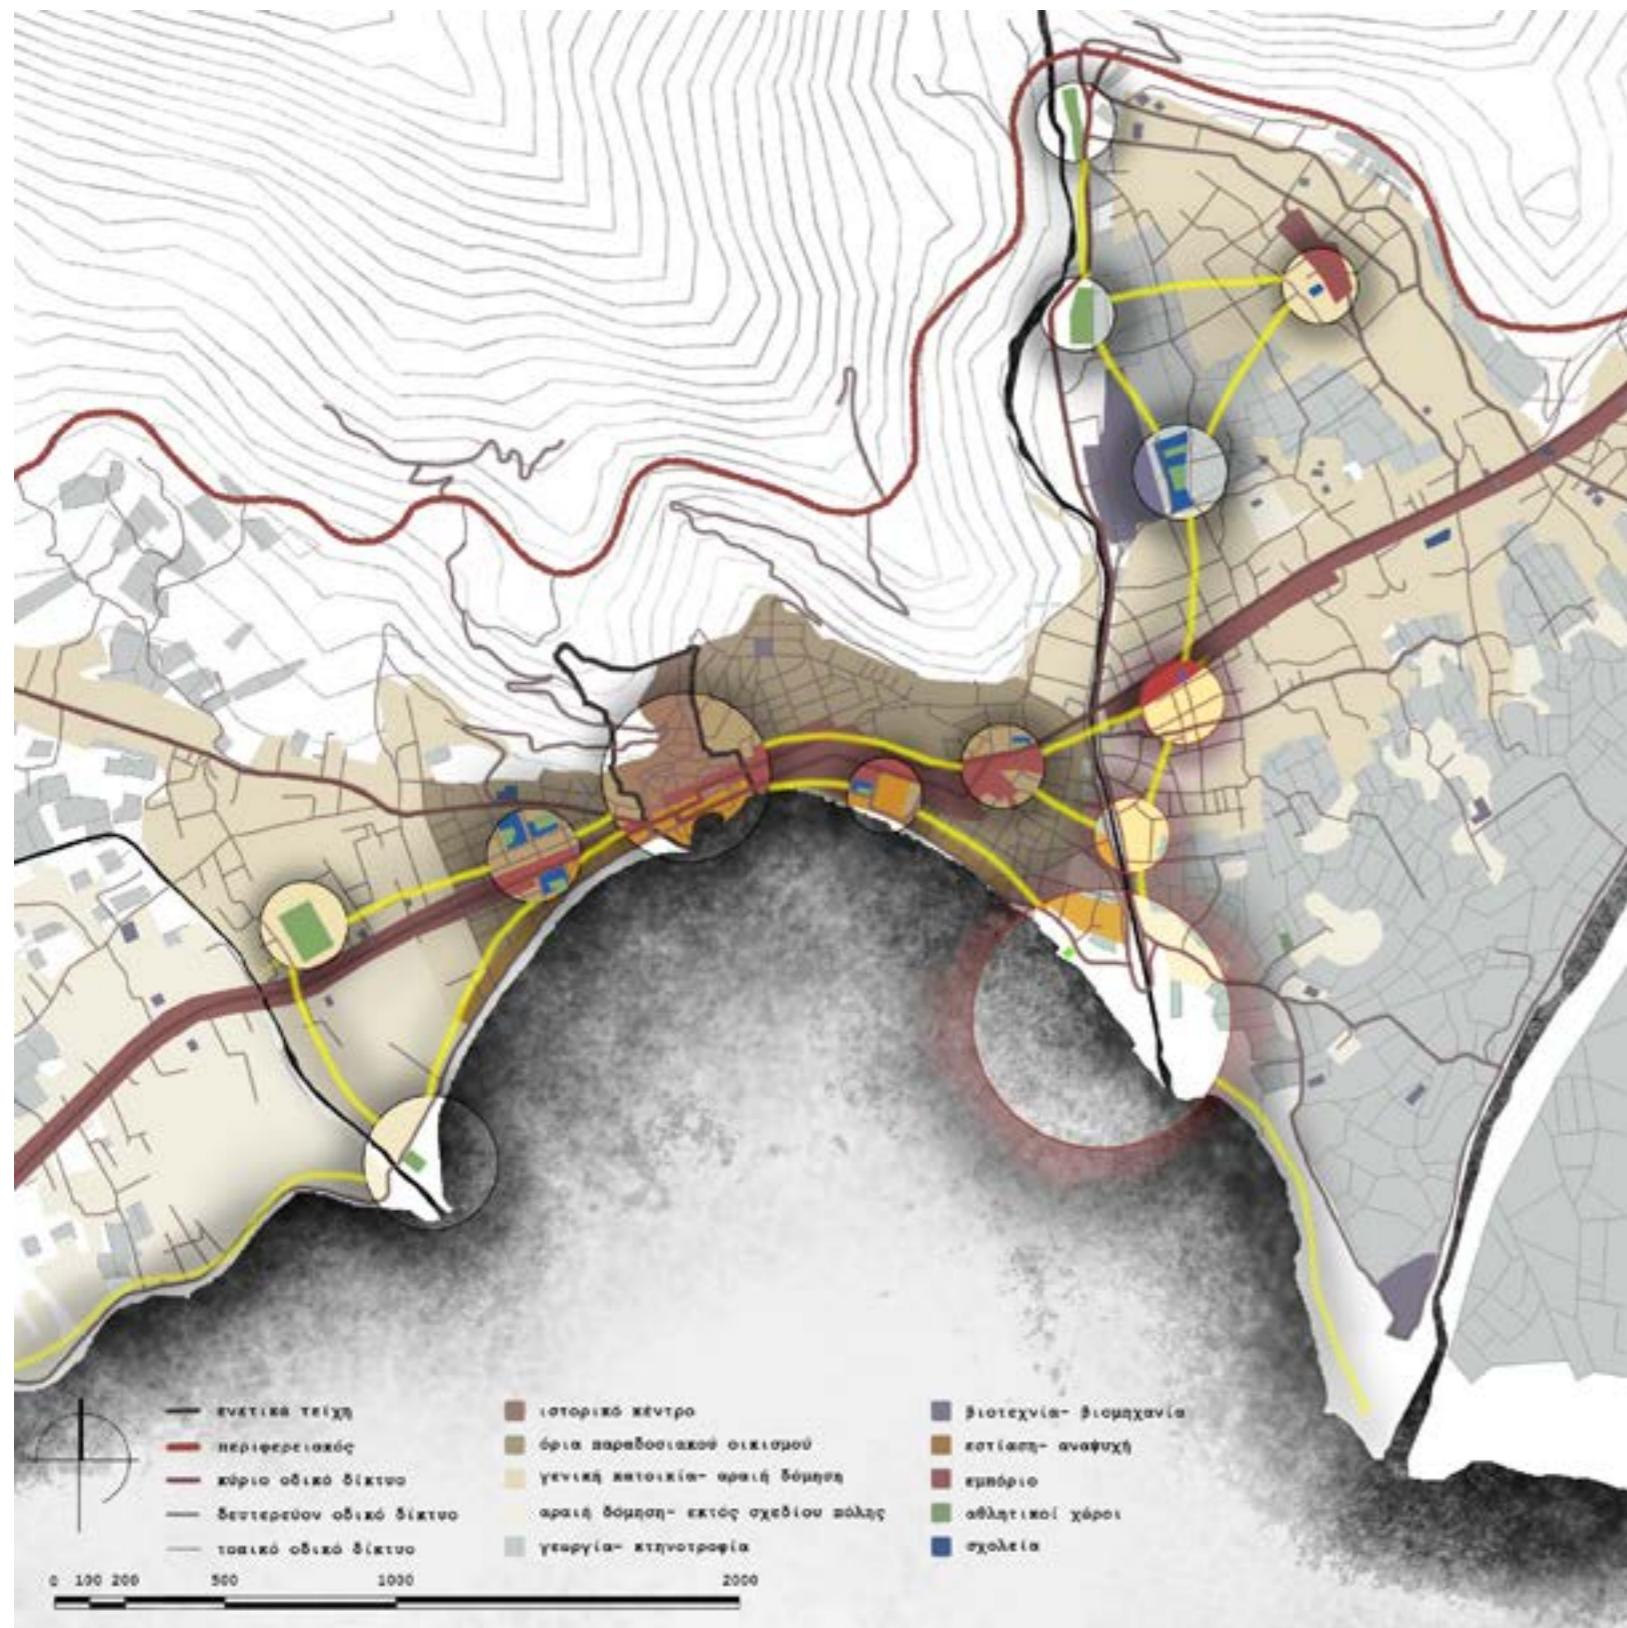 ενετικά τείχη
περιφερειακός
κύριο οδικό δίκτυο
δευτερεύον οδικό δίκτυο
τοπικό οδικό δίκτυο
ιστορικό κέντρο
όρια παραδοσιακού οικισμού
γενική κατοικία- αραιή δόμηση
αραιή δόμηση- εκτός σχεδίου πόλης
γεωργία- κτηνοτροφία
βιοτεχνία- βιομηχανία
εστίαση- αναψυχή
εμπόριο
αθλητικοί χώροι
σχολεία
0 100 200 500 1000 2000